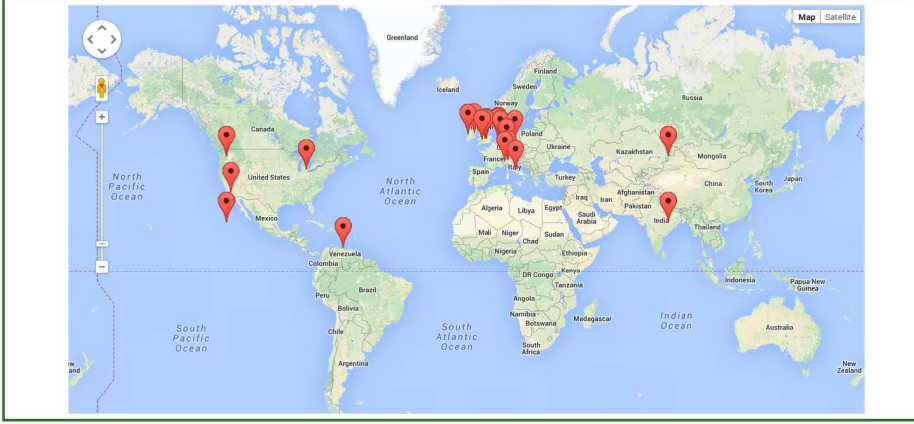 Map Satellite
Greenland
Iceland
Finland
Sweden
Norway
Russia
Canada
Poland
Ukraine
Kazakhstan
Mongolia
France
Italy
Spain
Turkey
North
Pacific
Ocean
United States
North
Atlantic
Ocean
China
South
Korea
Japan
Afghanistan
Iraq
Iran
Pakistan
Algeria
Libya
Egypt
Saudi
Arabia
India
Thailand
Mexico
Mali
Niger
Chad
Sudan
Nigeria
Ethiopia
Venezuela
Colombia
DR Congo
Kenya
Tanzania
Indonesia
Papua New
Guinea
Peru
Brazil
Bolivia
Angola
Namibia
Botswana
Madagascar
Chile
South
Pacific
Ocean
South
Atlantic
Ocean
Indian
Ocean
Australia
South
Africa
Argentina
New
Zealand